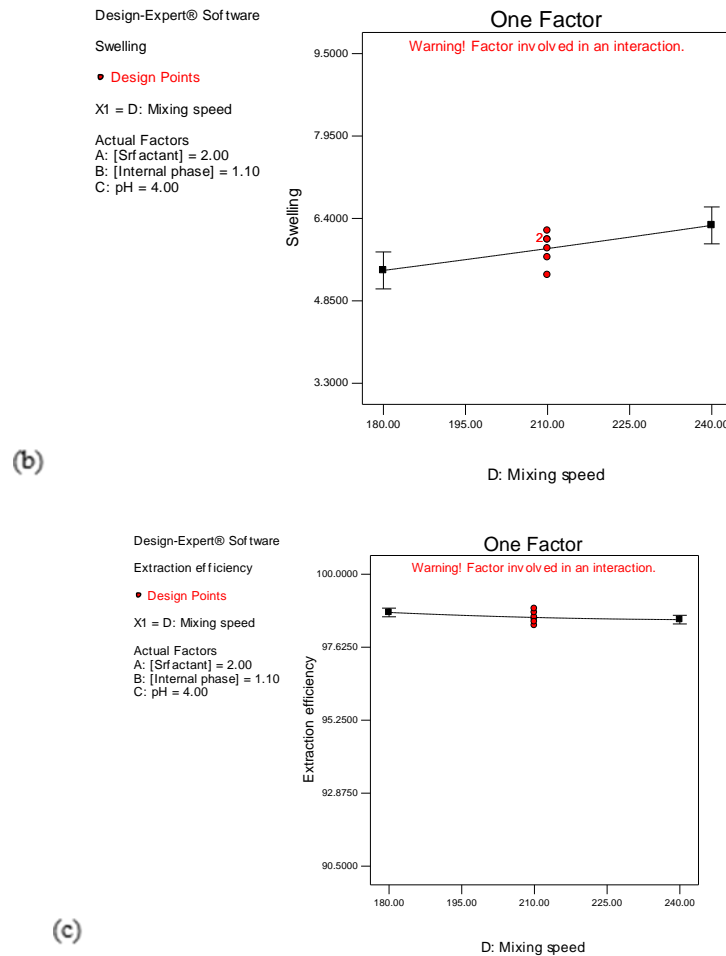 Design-Expert® Software
Swelling
Design Points
X1 = D: Mixing speed
Actual Factors
A: [Srfactant] = 2.00
B: [Internal phase] = 1.10
C: pH = 4.00
One Factor
Warning! Factor involved in an interaction.
9.5000
7.9500
6.4000
4.8500
3.3000
Swelling
2
180.00 195.00 210.00 225.00 240.00
D: Mixing speed
(b)
Design-Expert® Software
Extraction efficiency
Design Points
X1 = D: Mixing speed
Actual Factors
A: [Srfactant] = 2.00
B: [Internal phase] = 1.10
C: pH = 4.00
One Factor
Warning! Factor involved in an interaction.
100.0000
97.6250
95.2500
92.8750
90.5000
Extraction efficiency
180.00 195.00 210.00 225.00 240.00
D: Mixing speed
(c)